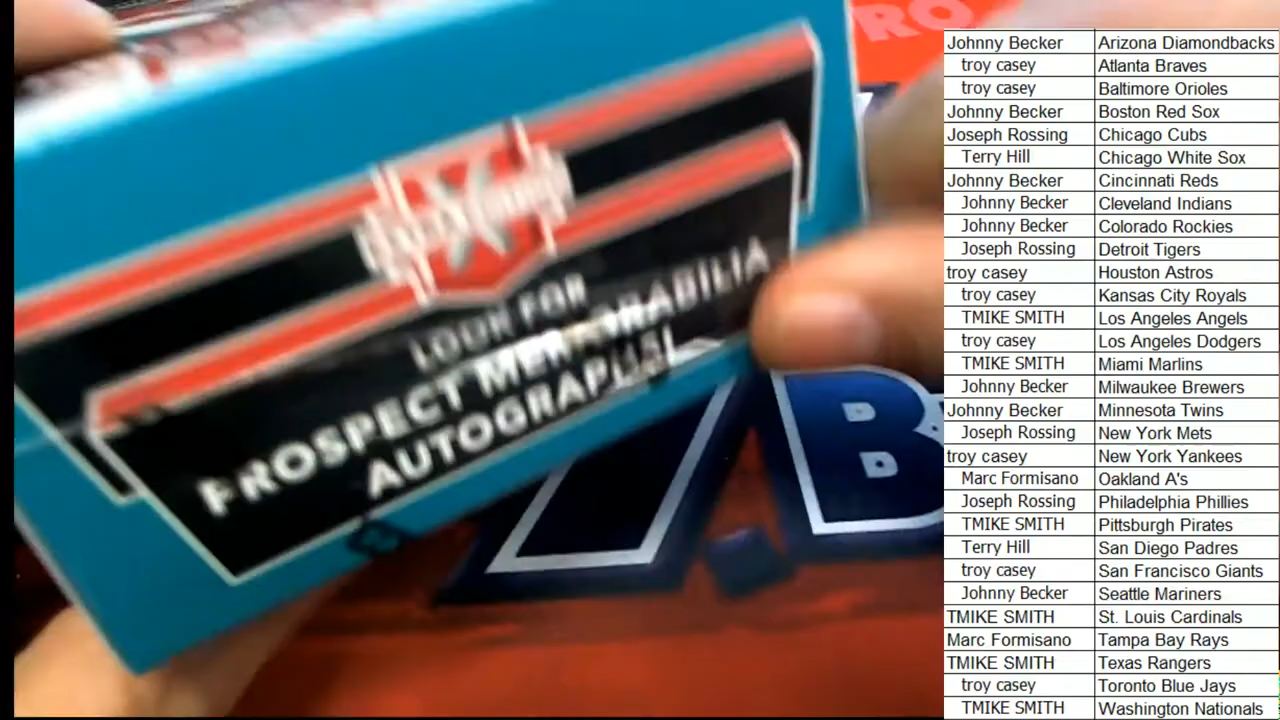 RO
LOOK FOR
PROSPECT MEMORABILIA
AUTOGRAPHS!
B
Johnny Becker Arizona Diamondbacks
troy casey Atlanta Braves
troy casey Baltimore Orioles
Johnny Becker Boston Red Sox
Joseph Rossing Chicago Cubs
Terry Hill Chicago White Sox
Johnny Becker Cincinnati Reds
Johnny Becker Cleveland Indians
Johnny Becker Colorado Rockies
Joseph Rossing Detroit Tigers
troy casey Houston Astros
troy casey Kansas City Royals
TMIKE SMITH Los Angeles Angels
troy casey Los Angeles Dodgers
TMIKE SMITH Miami Marlins
Johnny Becker Milwaukee Brewers
Johnny Becker Minnesota Twins
Joseph Rossing New York Mets
troy casey New York Yankees
Marc Formisano Oakland A's
Joseph Rossing Philadelphia Phillies
TMIKE SMITH Pittsburgh Pirates
Terry Hill San Diego Padres
troy casey San Francisco Giants
Johnny Becker Seattle Mariners
TMIKE SMITH St. Louis Cardinals
Marc Formisano Tampa Bay Rays
TMIKE SMITH Texas Rangers
troy casey Toronto Blue Jays
TMIKE SMITH Washington Nationals